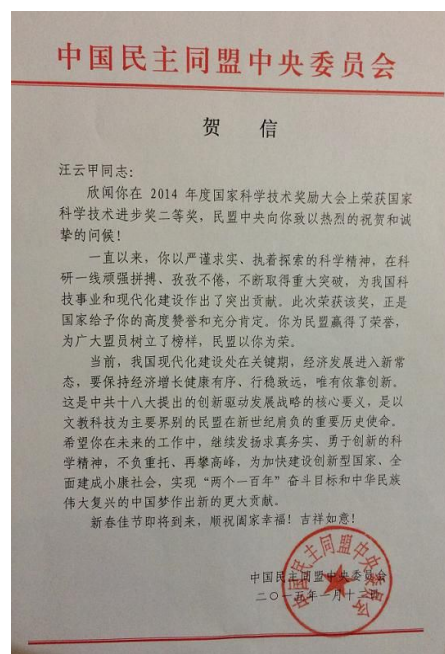 中国民主同盟中央委员会
贺 信
汪云甲同志：
欣闻你在 2014 年度国家科学技术奖励大会上荣获国家
科学技术进步奖二等奖，民盟中央向你致以热烈的祝贺和诚
挚的问候！
一直以来，你以严谨求实、执着探索的科学精神，在科
研一线顽强拼搏、孜孜不倦，不断取得重大突破，为我国科
技事业和现代化建设作出了突出贡献。此次荣获该奖，正是
国家给予你的高度赞誉和充分肯定。你为民盟赢得了荣誉，
为广大盟员树立了榜样，民盟以你为荣。
当前，我国现代化建设处在关键期，经济发展进入新常
态，要保持经济增长健康有序、行稳致远，唯有依靠创新。
这是中共十八大提出的创新驱动发展战略的核心要义，是以
文教科技为主要界别的民盟在新世纪肩负的重要历史使命。
希望你在未来的工作中，继续发扬求真务实、勇于创新的科
学精神，不负重托、再攀高峰，为加快建设创新型国家、全
面建成小康社会，实现“两个一百年”奋斗目标和中华民族
伟大复兴的中国梦作出新的更大贡献。
新春佳节即将到来，顺祝阖家幸福！吉祥如意！
中国民主同盟中央委员会
二〇一五年一月十二日
中国民主同盟中央委员会